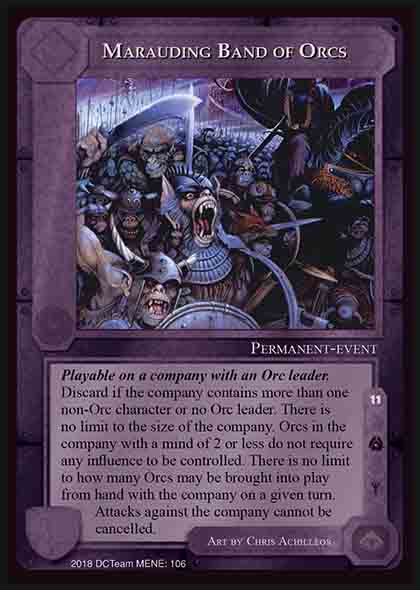 Marauding Band of Orcs
Permanent-event
Playable on a company with an Orc leader.
Discard if the company contains more than one
non-Orc character or no Orc leader. There is
no limit to the size of the company. Orcs in the
company with a mind of 2 or less do not require
any influence to be controlled. There is no limit
to how many Orcs may be brought into play
from hand with the company on a given turn.
Attacks against the company cannot be
cancelled.
11
Art by Chris Achilleos
2018 DCTeam MENE: 106